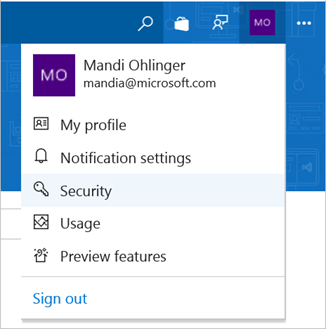 MO
MO
Mandi Ohlinger
mandia@microsoft.com
My profile
Notification settings
Security
Usage
Preview features
Sign out